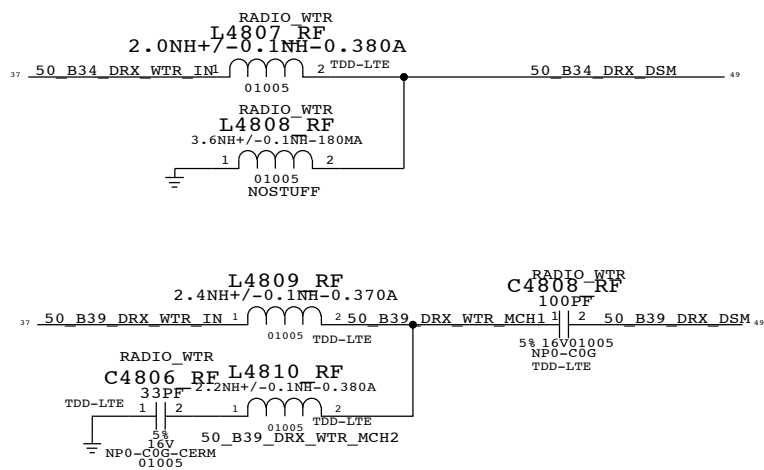 RADIO_WTR
L4807_RF
2.0NH+/-0.1NH-0.380A
37 50_B34_DRX_WTR_IN 1 2 TDD-LTE 50_B34_DRX_DSM 49
01005
RADIO_WTR
L4808_RF
3.6NH+/-0.1NH-180MA
1 2
01005
NOSTUFF
RADIO_WTR
L4809_RF C4808_RF
2.4NH+/-0.1NH-0.370A 100PF
37 50_B39_DRX_WTR_IN 1 2 50_B39_DRX_WTR_MCH1 1 2 50_B39_DRX_DSM 49
01005 TDD-LTE 5% 16V01005
NP0-C0G
TDD-LTE
RADIO_WTR
C4806_RF L4810_RF
33PF 2.2NH+/-0.1NH-0.380A
TDD-LTE 1 2 1 2
01005 TDD-LTE
5% 50_B39_DRX_WTR_MCH2
16V
NP0-C0G-CERM
01005